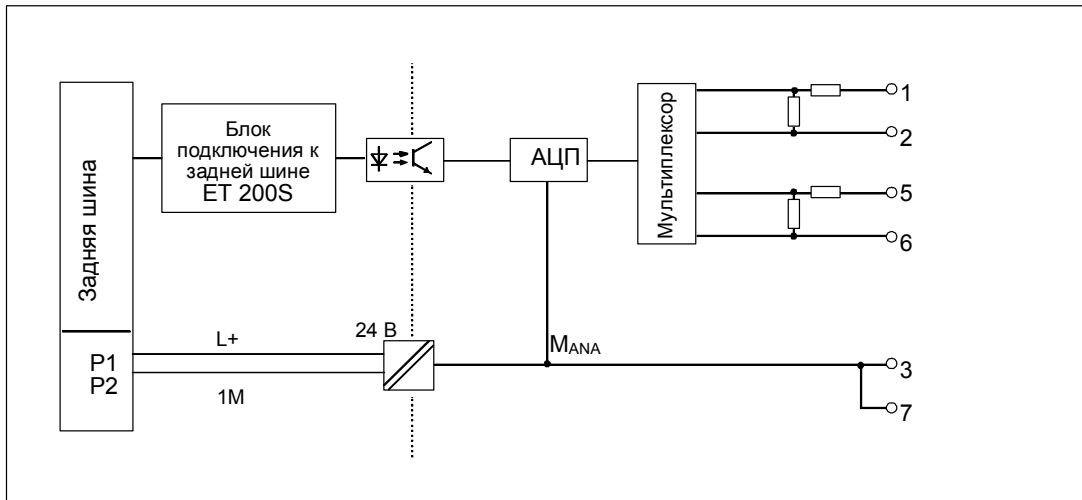 Задняя шина
P1
P2
Блок
подключения к
задней шине
ET 200S
L+
1M
24 В
АЦП
MANA
Мультиплексор
1
2
5
6
3
7